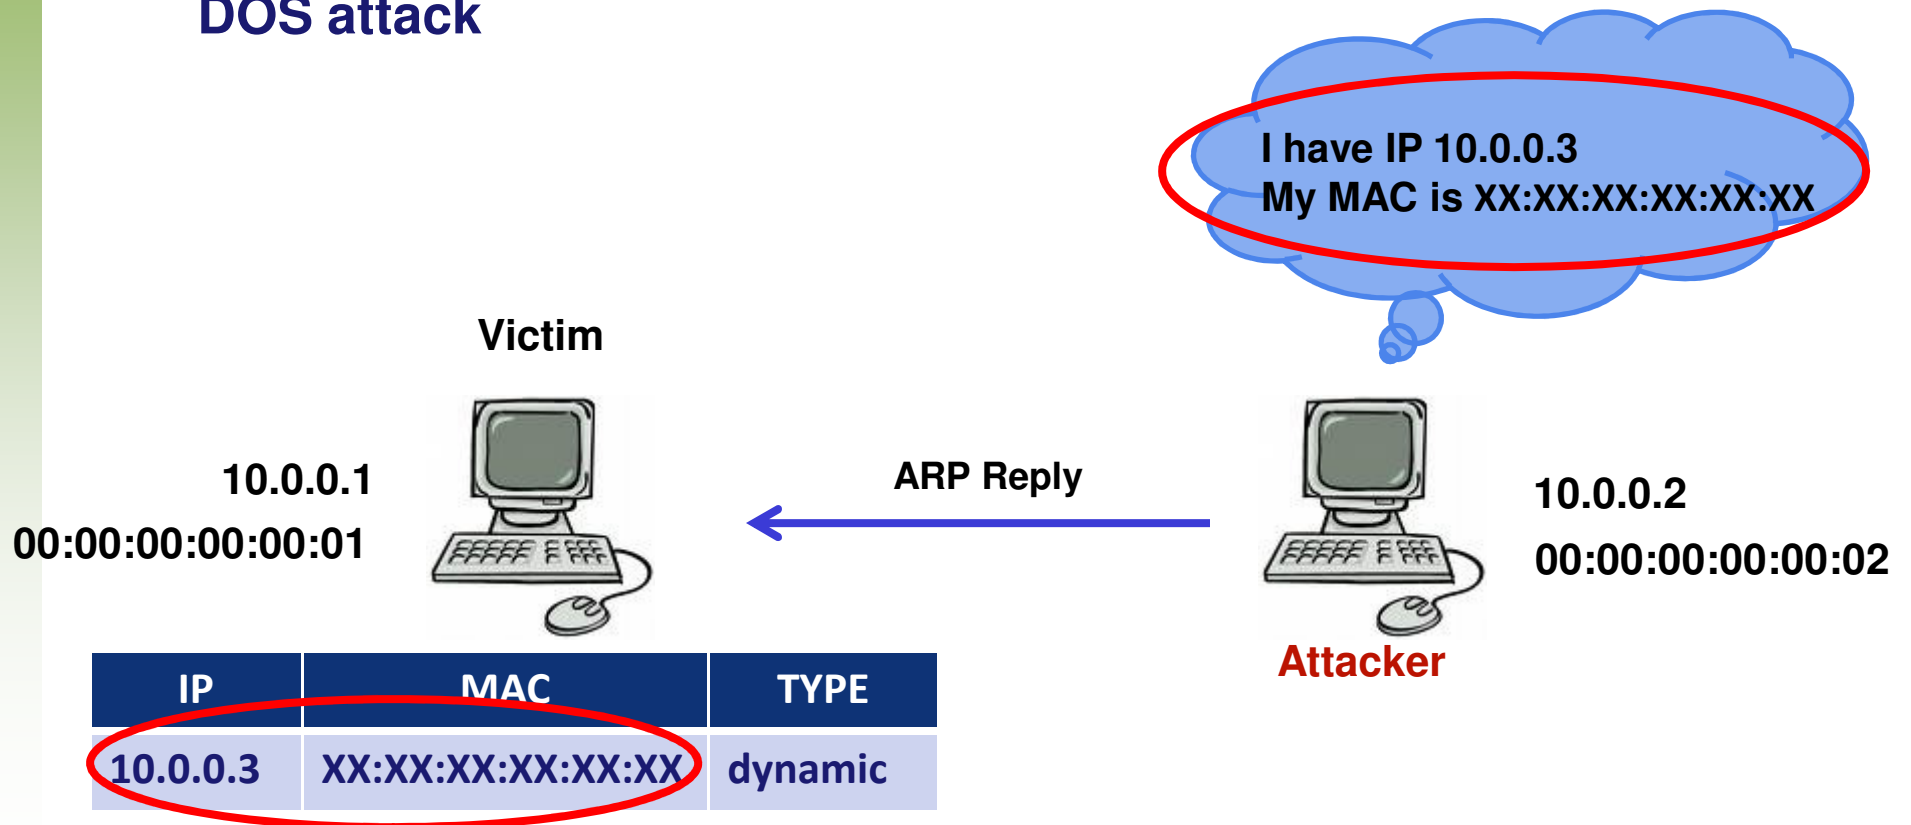 DOS attack
I have IP 10.0.0.3
My MAC is XX:XX:XX:XX:XX:XX
Victim
10.0.0.1
00:00:00:00:00:01
ARP Reply
10.0.0.2
00:00:00:00:00:02
Attacker
IP MAC TYPE
10.0.0.3 XX:XX:XX:XX:XX:XX dynamic